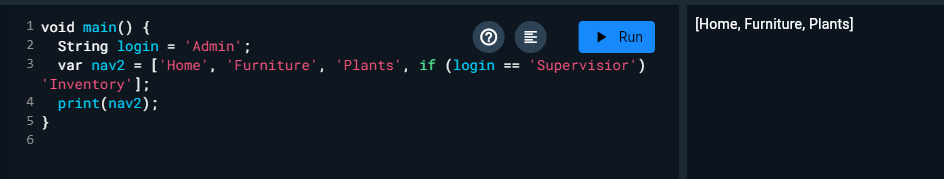 1 void main() {
2 String login = 'Admin';
3 var nav2 = ['Home', 'Furniture', 'Plants', if (login == 'Supervisior')
'Inventory'];
4 print(nav2);
5 }
6
Run
[Home, Furniture, Plants]